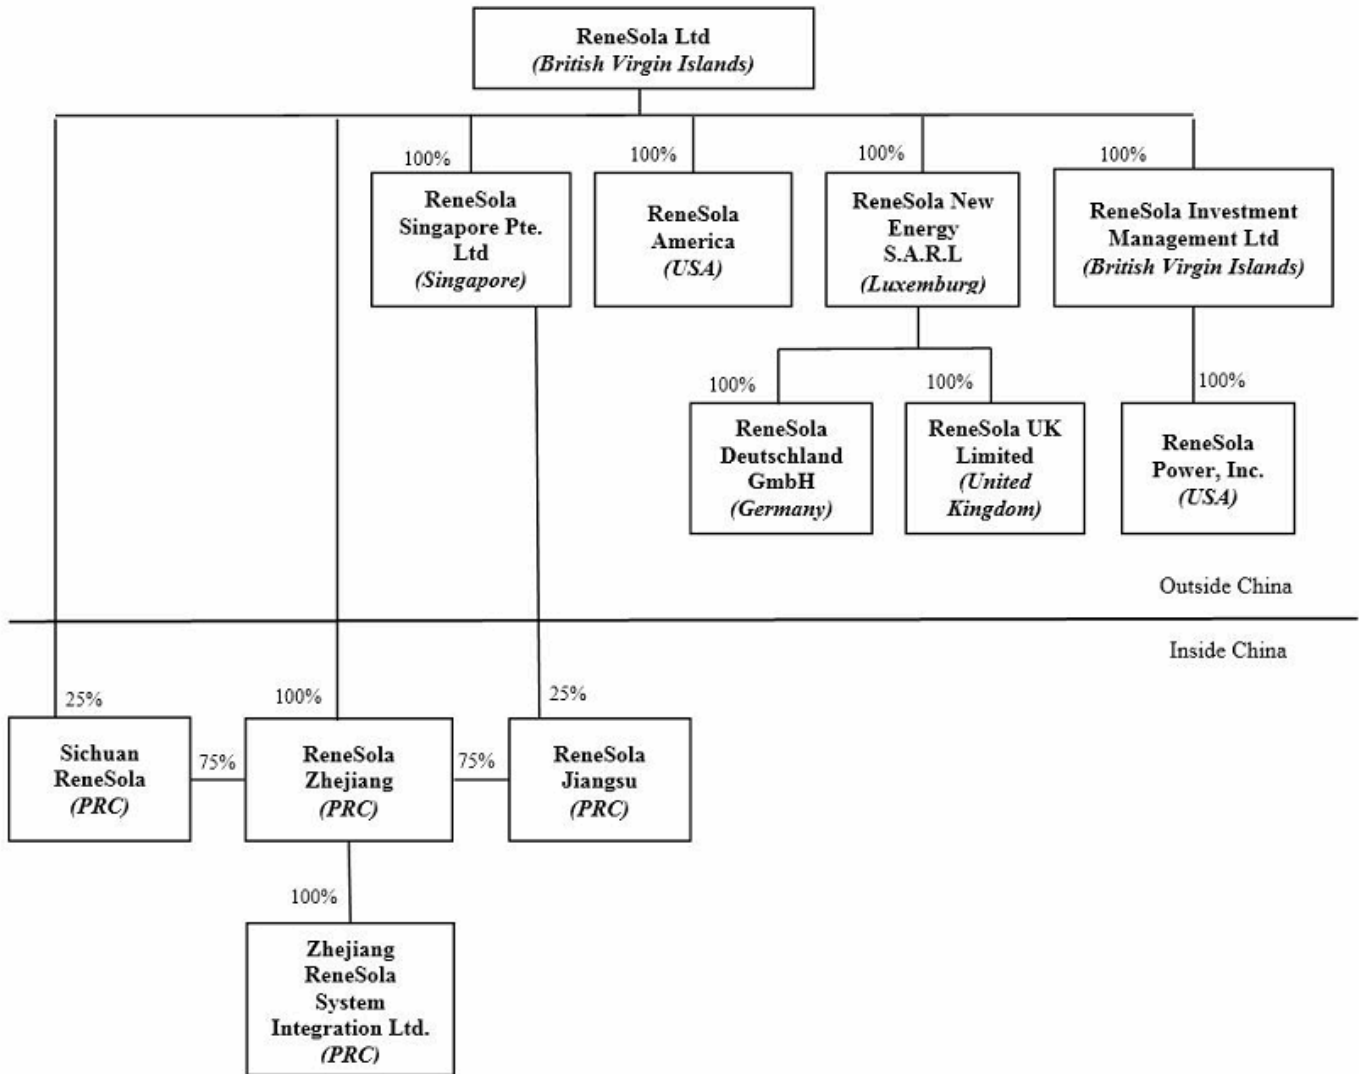 ReneSola Ltd
(British Virgin Islands)
100%
100%
100%
100%
ReneSola
Singapore Pte.
Ltd
(Singapore)
ReneSola
America
(USA)
ReneSola New
Energy
S.A.R.L
(Luxemburg)
ReneSola Investment
Management Ltd
(British Virgin Islands)
100%
100%
100%
ReneSola
Deutschland
GmbH
(Germany)
ReneSola UK
Limited
(United
Kingdom)
ReneSola
Power, Inc.
(USA)
Outside China
Inside China
25%
100%
25%
Sichuan
ReneSola
(PRC)
75%
ReneSola
Zhejiang
(PRC)
75%
ReneSola
Jiangsu
(PRC)
100%
Zhejiang
ReneSola
System
Integration Ltd.
(PRC)